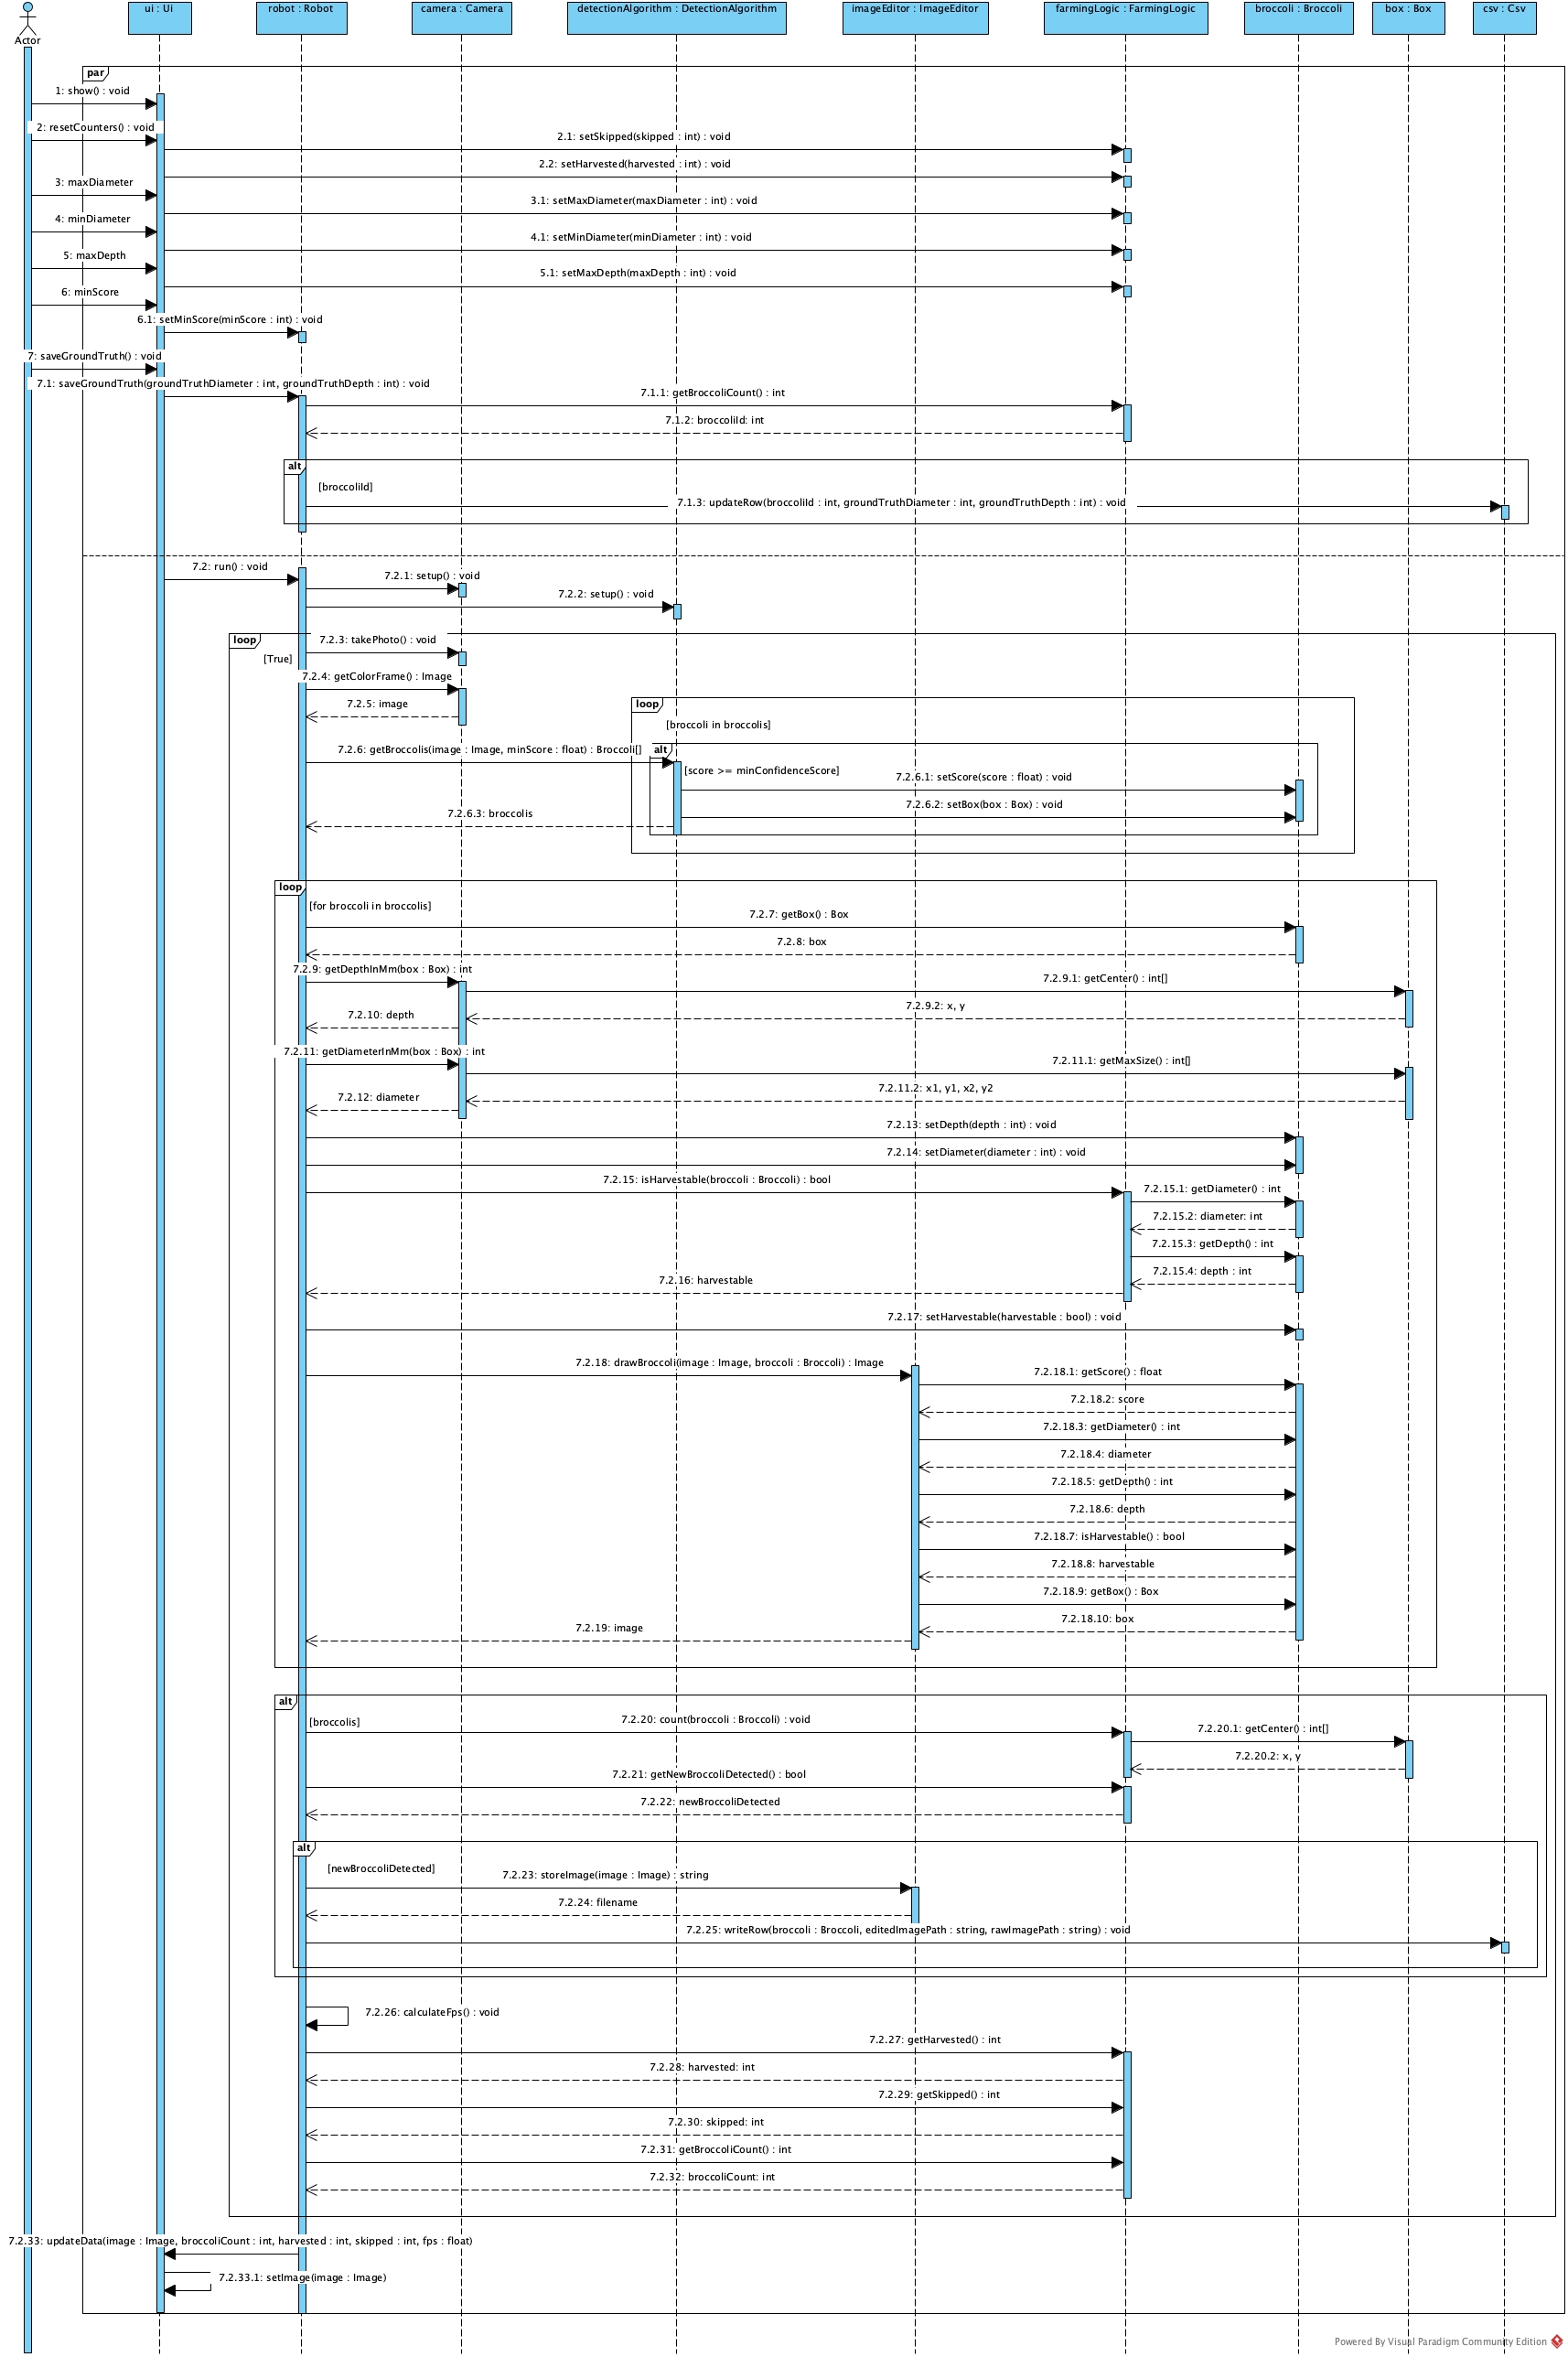 ui : Ui
robot : Robot
camera : Camera
detectionAlgorithm : DetectionAlgorithm
imageEditor : ImageEditor
farmingLogic : FarmingLogic
broccoli : Broccoli
box : Box
csv : Csv
Actor
par
1: show() : void
2: resetCounters() : void
2.1: setSkipped(skipped : int) : void
2.2: setHarvested(harvested : int) : void
3: maxDiameter
3.1: setMaxDiameter(maxDiameter : int) : void
4: minDiameter
4.1: setMinDiameter(minDiameter : int) : void
5: maxDepth
5.1: setMaxDepth(maxDepth : int) : void
6: minScore
6.1: setMinScore(minScore : int) : void
7: saveGroundTruth() : void
7.1: saveGroundTruth(groundTruthDiameter : int, groundTruthDepth : int) : void
7.1.1: getBroccoliCount() : int
7.1.2: broccoliId: int
alt
[broccoliId]
7.1.3: updateRow(broccoliId : int, groundTruthDiameter : int, groundTruthDepth : int) : void
7.2: run() : void
7.2.1: setup() : void
7.2.2: setup() : void
loop
7.2.3: takePhoto() : void
[True]
7.2.4: getColorFrame() : Image
7.2.5: image
loop
[broccoli in broccolis]
7.2.6: getBroccolis(image : Image, minScore : float) : Broccoli[]
alt
[score >= minConfidenceScore]
7.2.6.1: setScore(score : float) : void
7.2.6.2: setBox(box : Box) : void
7.2.6.3: broccolis
loop
[for broccoli in broccolis]
7.2.7: getBox() : Box
7.2.8: box
7.2.9: getDepthInMm(box : Box) : int
7.2.9.1: getCenter() : int[]
7.2.9.2: x, y
7.2.10: depth
7.2.11: getDiameterInMm(box : Box) : int
7.2.11.1: getMaxSize() : int[]
7.2.11.2: x1, y1, x2, y2
7.2.12: diameter
7.2.13: setDepth(depth : int) : void
7.2.14: setDiameter(diameter : int) : void
7.2.15: isHarvestable(broccoli : Broccoli) : bool
7.2.15.1: getDiameter() : int
7.2.15.2: diameter: int
7.2.15.3: getDepth() : int
7.2.15.4: depth : int
7.2.16: harvestable
7.2.17: setHarvestable(harvestable : bool) : void
7.2.18: drawBroccoli(image : Image, broccoli : Broccoli) : Image
7.2.18.1: getScore() : float
7.2.18.2: score
7.2.18.3: getDiameter() : int
7.2.18.4: diameter
7.2.18.5: getDepth() : int
7.2.18.6: depth
7.2.18.7: isHarvestable() : bool
7.2.18.8: harvestable
7.2.18.9: getBox() : Box
7.2.18.10: box
7.2.19: image
alt
[broccolis]
7.2.20: count(broccoli : Broccoli) : void
7.2.20.1: getCenter() : int[]
7.2.20.2: x, y
7.2.21: getNewBroccoliDetected() : bool
7.2.22: newBroccoliDetected
alt
[newBroccoliDetected]
7.2.23: storeImage(image : Image) : string
7.2.24: filename
7.2.25: writeRow(broccoli : Broccoli, editedImagePath : string, rawImagePath : string) : void
7.2.26: calculateFps() : void
7.2.27: getHarvested() : int
7.2.28: harvested: int
7.2.29: getSkipped() : int
7.2.30: skipped: int
7.2.31: getBroccoliCount() : int
7.2.32: broccoliCount: int
7.2.33: updateData(image : Image, broccoliCount : int, harvested : int, skipped : int, fps : float)
7.2.33.1: setImage(image : Image)
Powered By Visual Paradigm Community Edition